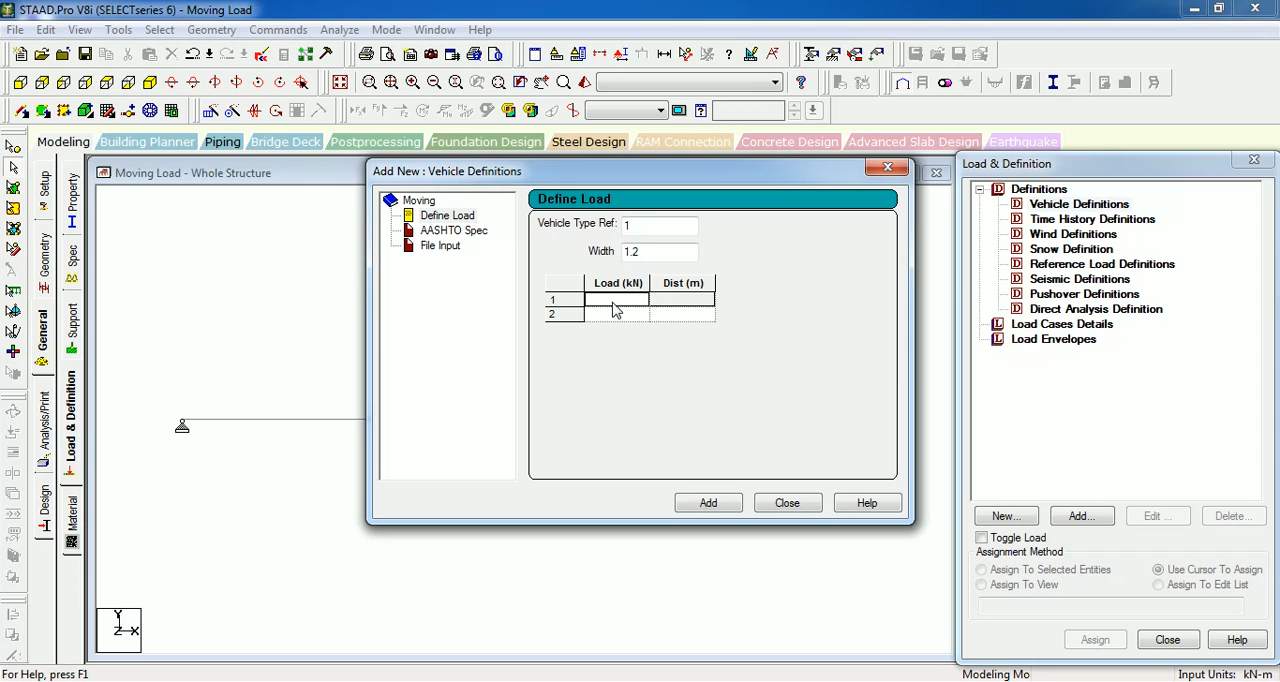 STAAD.Pro V8i (SELECTseries 6) - Moving Load
File Edit View Tools Select Geometry Commands Analyze Mode Window Help
Modeling Building Planner Piping Bridge Deck Postprocessing Foundation Design Steel Design RAM Connection Concrete Design Advanced Slab Design Earthquake
Setup
Geometry
General
Analysis/Print
Design
Property
Spec
Support
Load & Definition
Material
Moving Load - Whole Structure
Add New : Vehicle Definitions
Moving
Define Load
AASHTO Spec
File Input
Define Load
Vehicle Type Ref: 1
Width 1.2
Load (kN) Dist (m)
1
2
Add Close Help
Load & Definition
Definitions
Vehicle Definitions
Time History Definitions
Wind Definitions
Snow Definition
Reference Load Definitions
Seismic Definitions
Pushover Definitions
Direct Analysis Definition
Load Cases Details
Load Envelopes
New... Add... Edit ... Delete...
Toggle Load
Assignment Method
Assign To Selected Entities Use Cursor To Assign
Assign To View Assign To Edit List
Assign Close Help
Y
Z X
For Help, press F1 Modeling Mo Input Units: kN-m